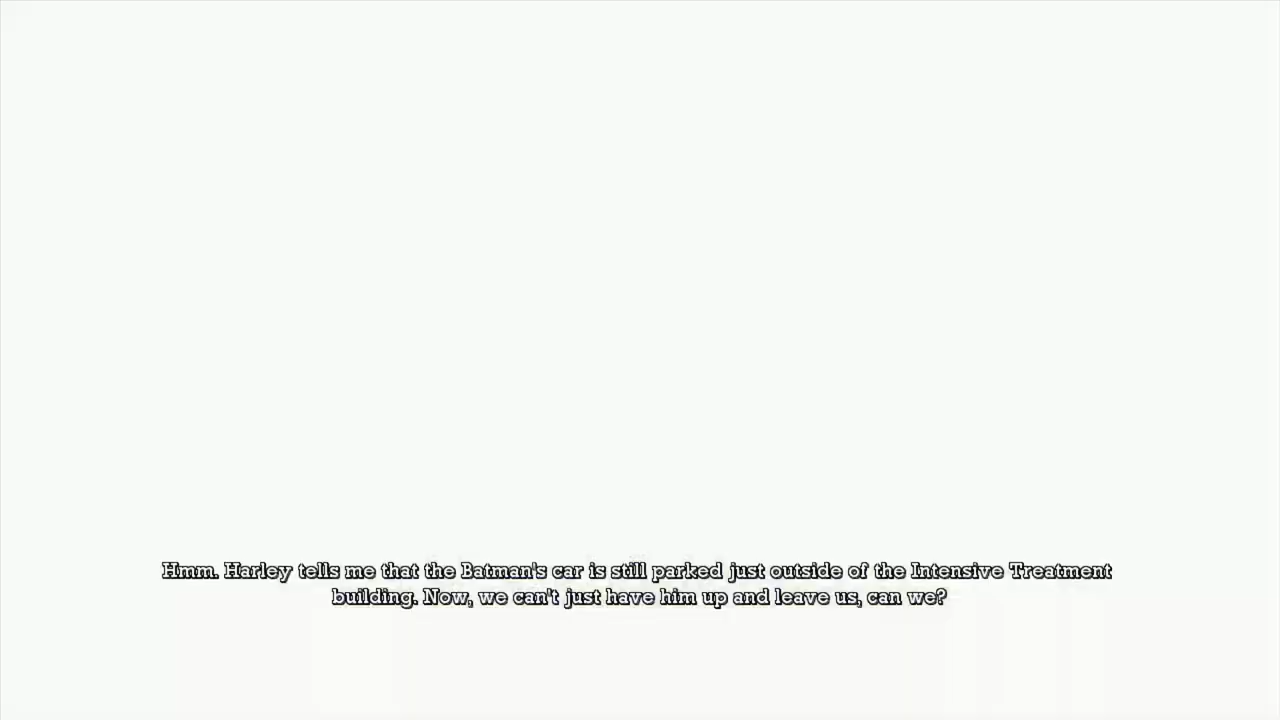 Hmm. Harley tells me that the Batman's car is still parked just outside of the Intensive Treatment
building. Now, we can't just have him up and leave us, can we?